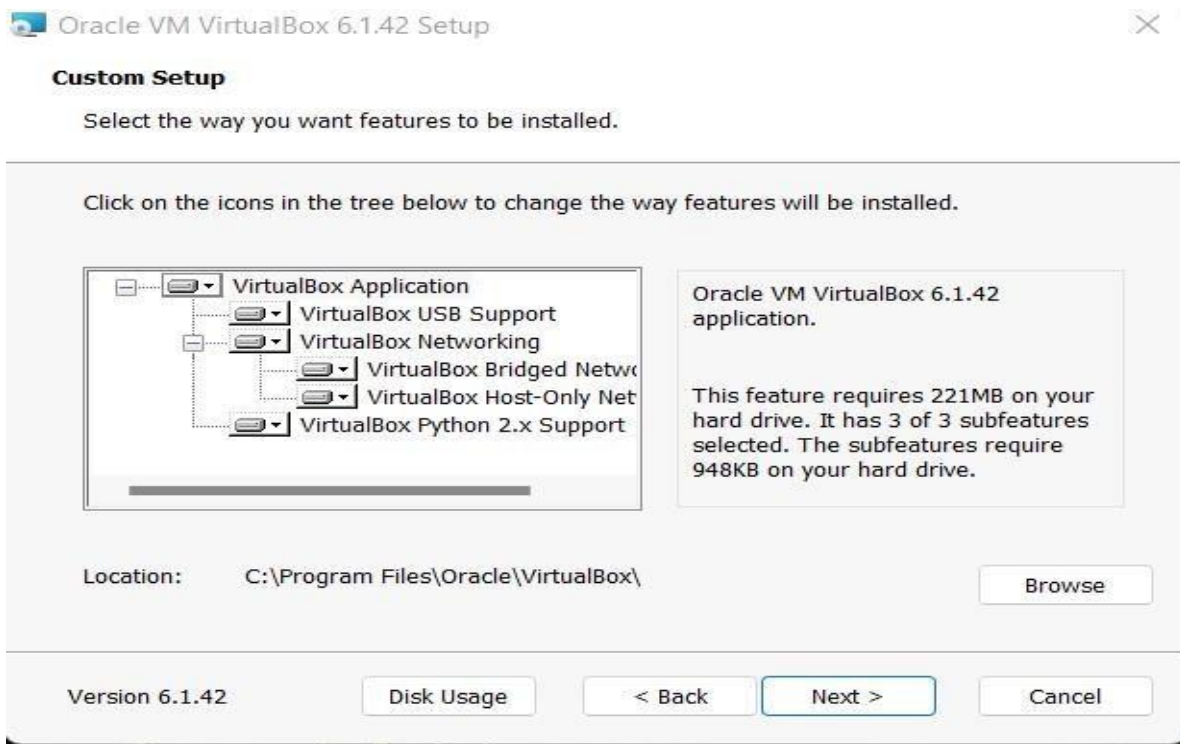 Oracle VM VirtualBox 6.1.42 Setup
Custom Setup
Select the way you want features to be installed.
Click on the icons in the tree below to change the way features will be installed.
VirtualBox Application
VirtualBox USB Support
VirtualBox Networking
VirtualBox Bridged Netwo
VirtualBox Host-Only Net
VirtualBox Python 2.x Support
Oracle VM VirtualBox 6.1.42
application.
This feature requires 221MB on your
hard drive. It has 3 of 3 subfeatures
selected. The subfeatures require
948KB on your hard drive.
Location: C:\Program Files\Oracle\VirtualBox\
Browse
Version 6.1.42 Disk Usage < Back Next > Cancel